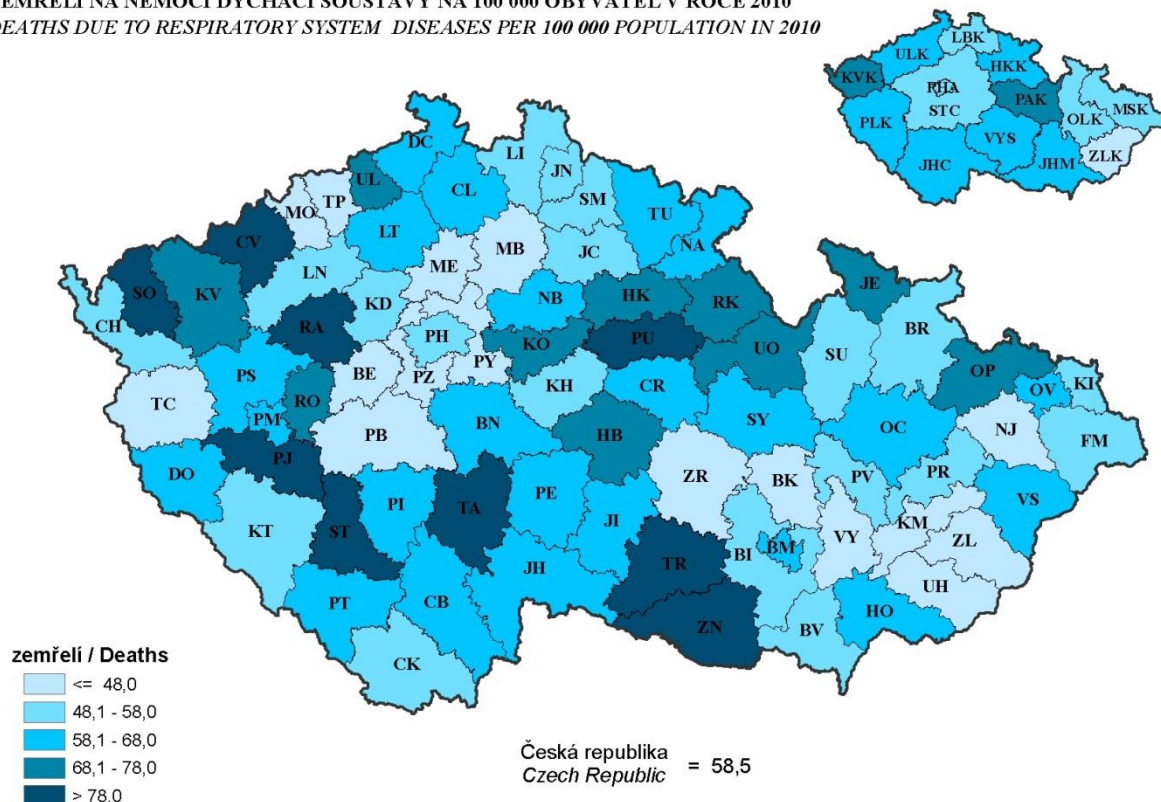 ZEMŘELÍ NA NEMOCI DÝCHACÍ SOUSTAVY NA 100 000 OBYVATEL V ROCE 2010
DEATHS DUE TO RESPIRATORY SYSTEM DISEASES PER 100 000 POPULATION IN 2010
LBK
ULK
HKK
KVK
PHA
PAK
STC
MSK
OLK
PLK
VYS
ZLK
JHC
JHM
DC
LI
JN
UL
CL
TP
SM
MO
TU
LT
CV
MB
NA
JC
ME
LN
JE
SO
KV
HK
NB
RK
KD
CH
BR
RA
PH
PU
KO
UO
SU
PY
OP
BE
PZ
PS
CR
KH
OV
KI
RO
TC
PM
BN
SY
OC
NJ
PB
HB
FM
PJ
DO
ZR
BK
PV
PR
PI
TA
PE
VS
JI
KT
ST
KM
VY
ZL
BM
BI
TR
JH
UH
PT
CB
HO
ZN
BV
CK
zemřelí / Deaths
<= 48,0
48,1 - 58,0
58,1 - 68,0
68,1 - 78,0
> 78,0
Česká republika
Czech Republic = 58,5